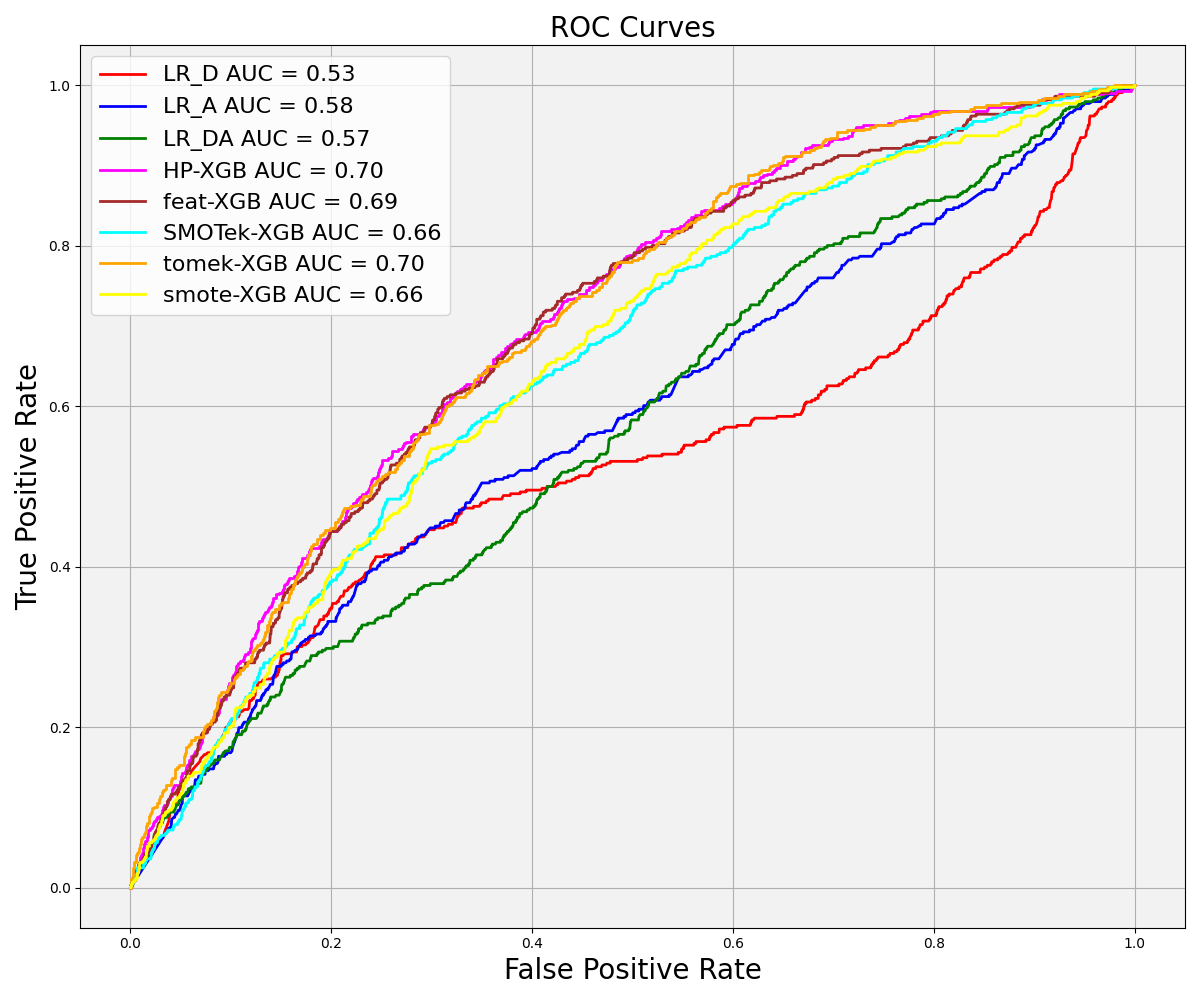 ROC Curves
LR_D AUC = 0.53
LR_A AUC = 0.58
LR_DA AUC = 0.57
HP-XGB AUC = 0.70
feat-XGB AUC = 0.69
SMOTek-XGB AUC = 0.66
tomek-XGB AUC = 0.70
smote-XGB AUC = 0.66
True Positive Rate
1.0
0.8
0.6
0.4
0.2
0.0
0.0 0.2 0.4 0.6 0.8 1.0
False Positive Rate